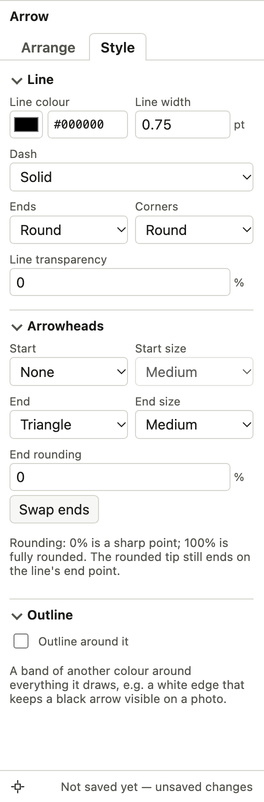 Arrow
Arrange Style
Line
Line colour Line width
#000000 0.75 pt
Dash
Solid
Ends Corners
Round Round
Line transparency
0 %
Arrowheads
Start Start size
None Medium
End End size
Triangle Medium
End rounding
0 %
Swap ends
Rounding: 0% is a sharp point; 100% is
fully rounded. The rounded tip still ends on
the line's end point.
Outline
Outline around it
A band of another colour around
everything it draws, e.g. a white edge that
keeps a black arrow visible on a photo.
Not saved yet — unsaved changes